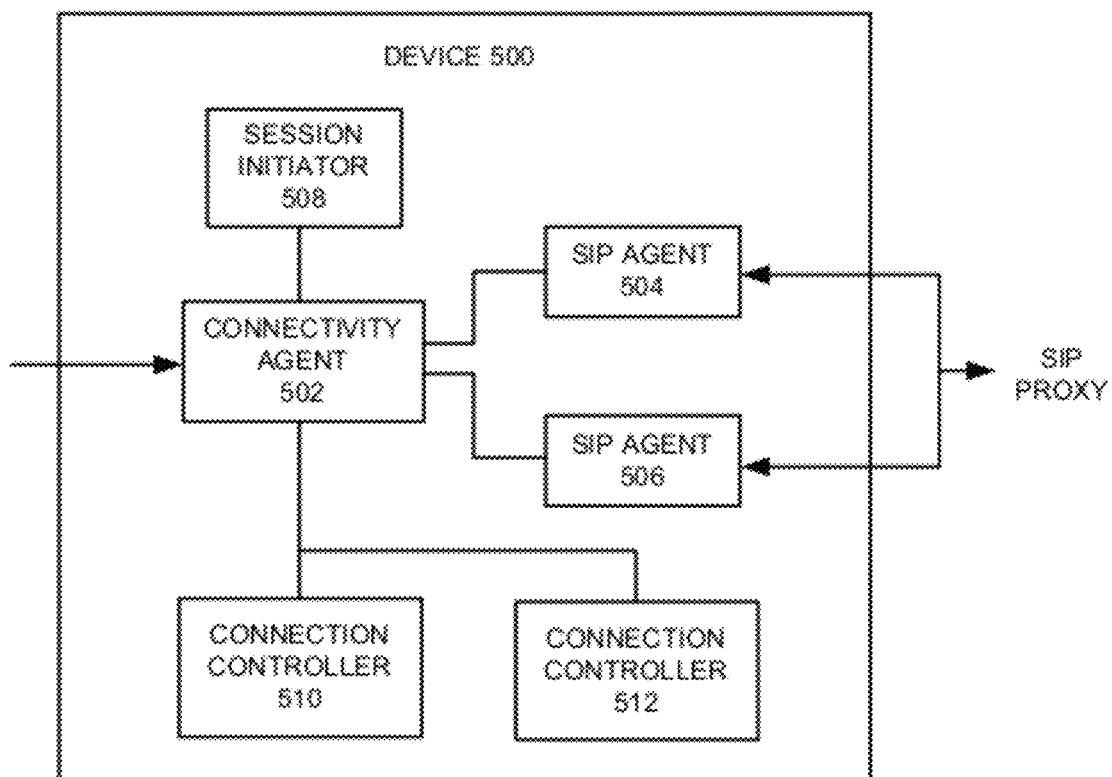 DEVICE 500
SESSION
INITIATOR
508
SIP AGENT
504
CONNECTIVITY
AGENT
502
SIP
PROXY
SIP AGENT
506
CONNECTION
CONTROLLER
510
CONNECTION
CONTROLLER
512